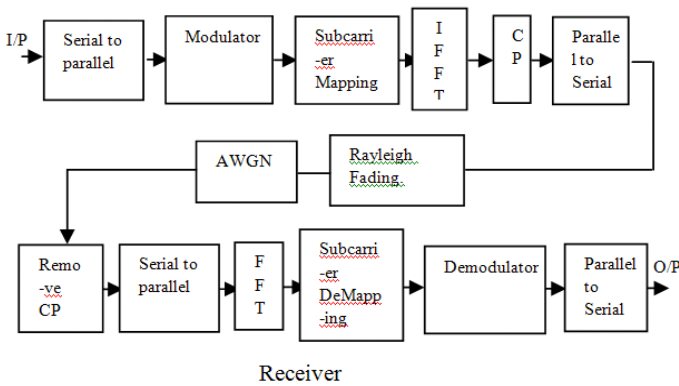 I/P
Serial to
parallel
Modulator
Subcarri
-er
Mapping
I
F
F
T
C
P
Paralle
l to
Serial
AWGN
Rayleigh
Fading.
Remo
-ve
CP
Serial to
parallel
F
F
T
Subcarri
-er
DeMapp
-ing
Demodulator
Parallel
to
Serial
O/P
Receiver